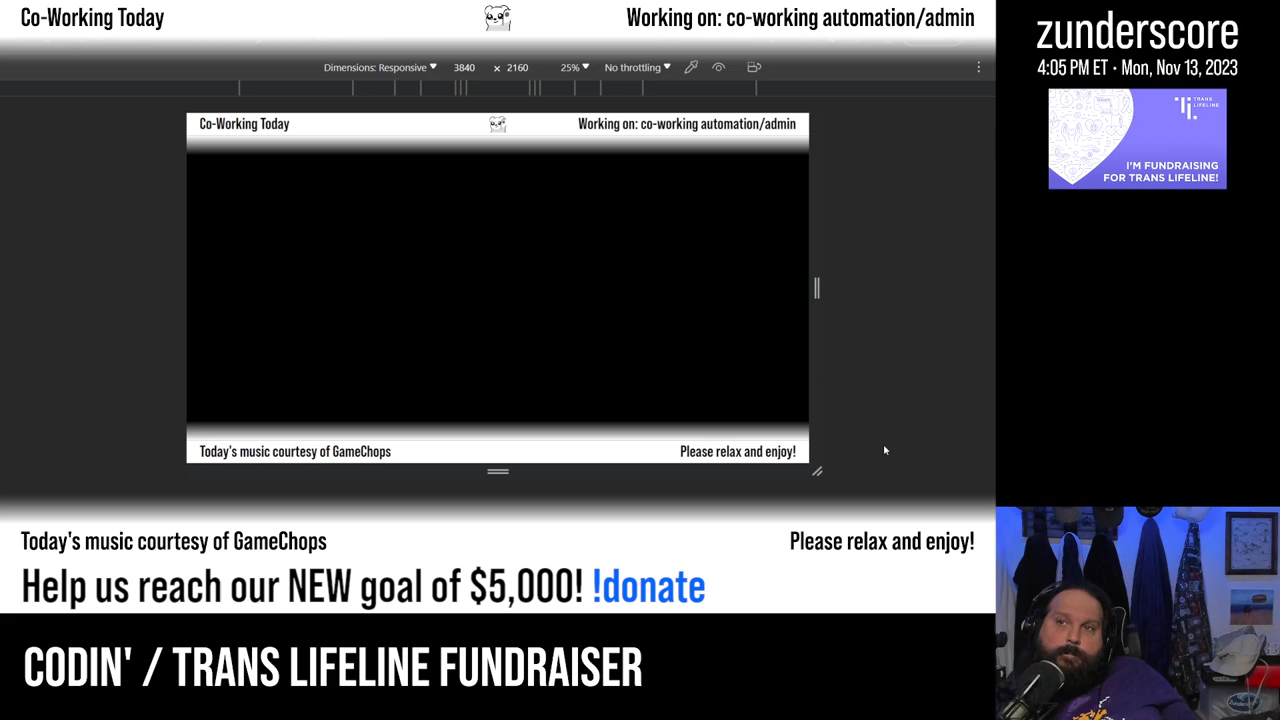 Co-Working Today
Working on: co-working automation/admin
zunderscore
4:05 PM ET · Mon, Nov 13, 2023
Dimensions: Responsive
3840 × 2160
25%
No throttling
TRANS
LIFELINE
I'M FUNDRAISING
FOR TRANS LIFELINE!
Co-Working Today
Working on: co-working automation/admin
Today's music courtesy of GameChops
Please relax and enjoy!
Today's music courtesy of GameChops
Please relax and enjoy!
Help us reach our NEW goal of $5,000! !donate
CODIN' / TRANS LIFELINE FUNDRAISER